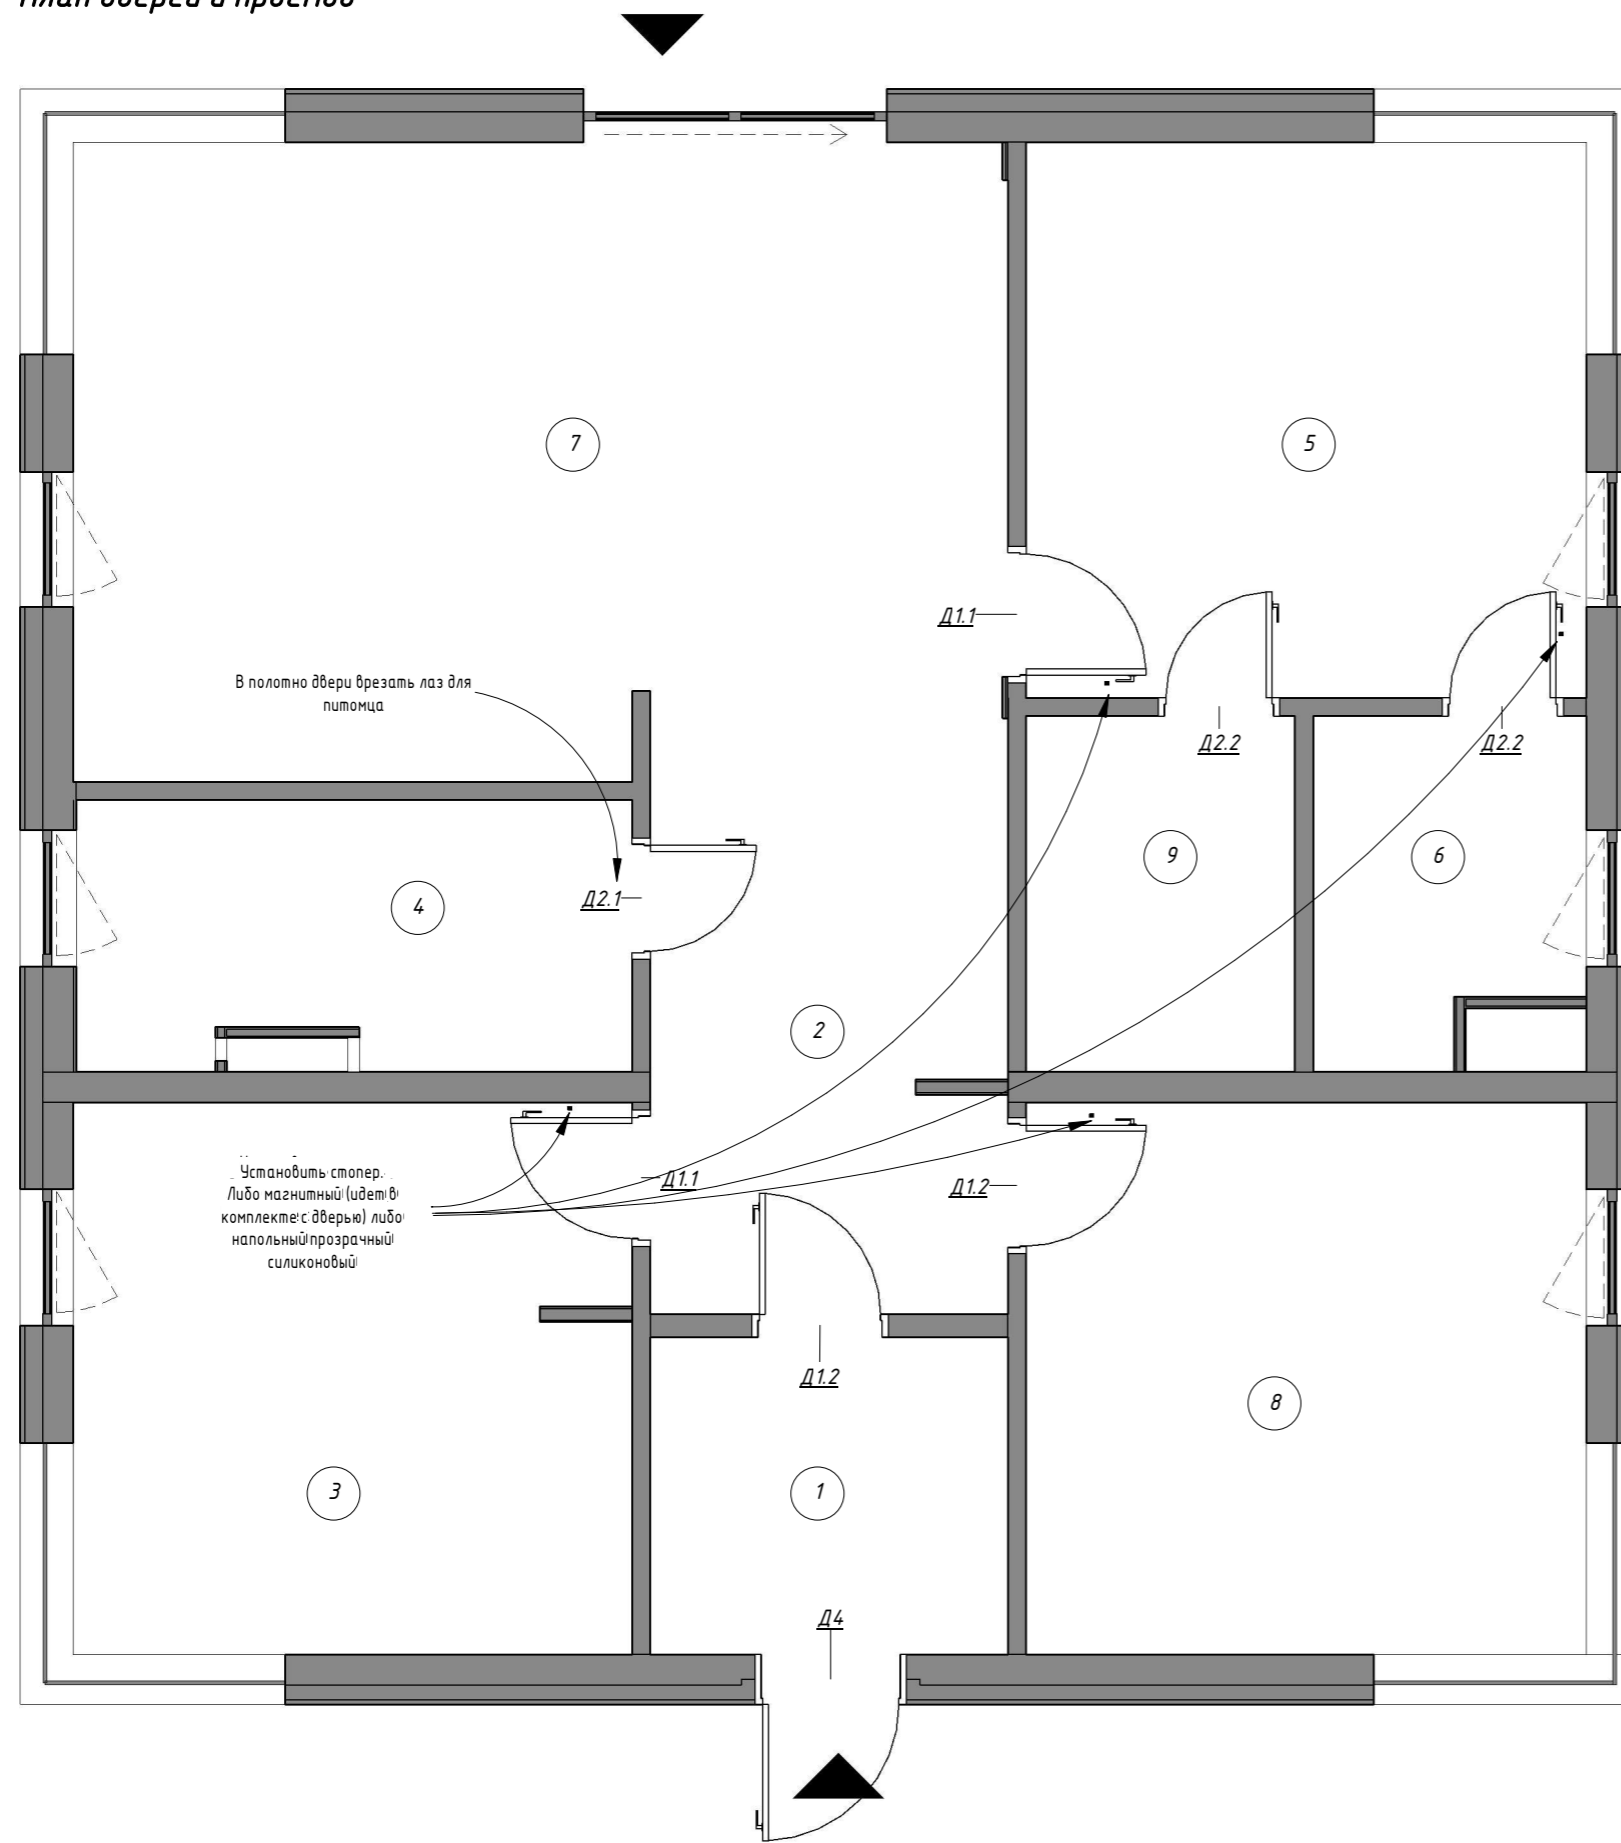 План дверей и проемов
7
5
Д1.1
В полотно двери врезать лаз для
питомца
Д2.2
Д2.2
9
6
4
Д2.1
2
Установить стопер.
Либо магнитный (идет в
комплекте с дверью) либо
напольный прозрачный
силиконовый
Д1.1
Д1.2
Д1.2
8
3
1
Д4